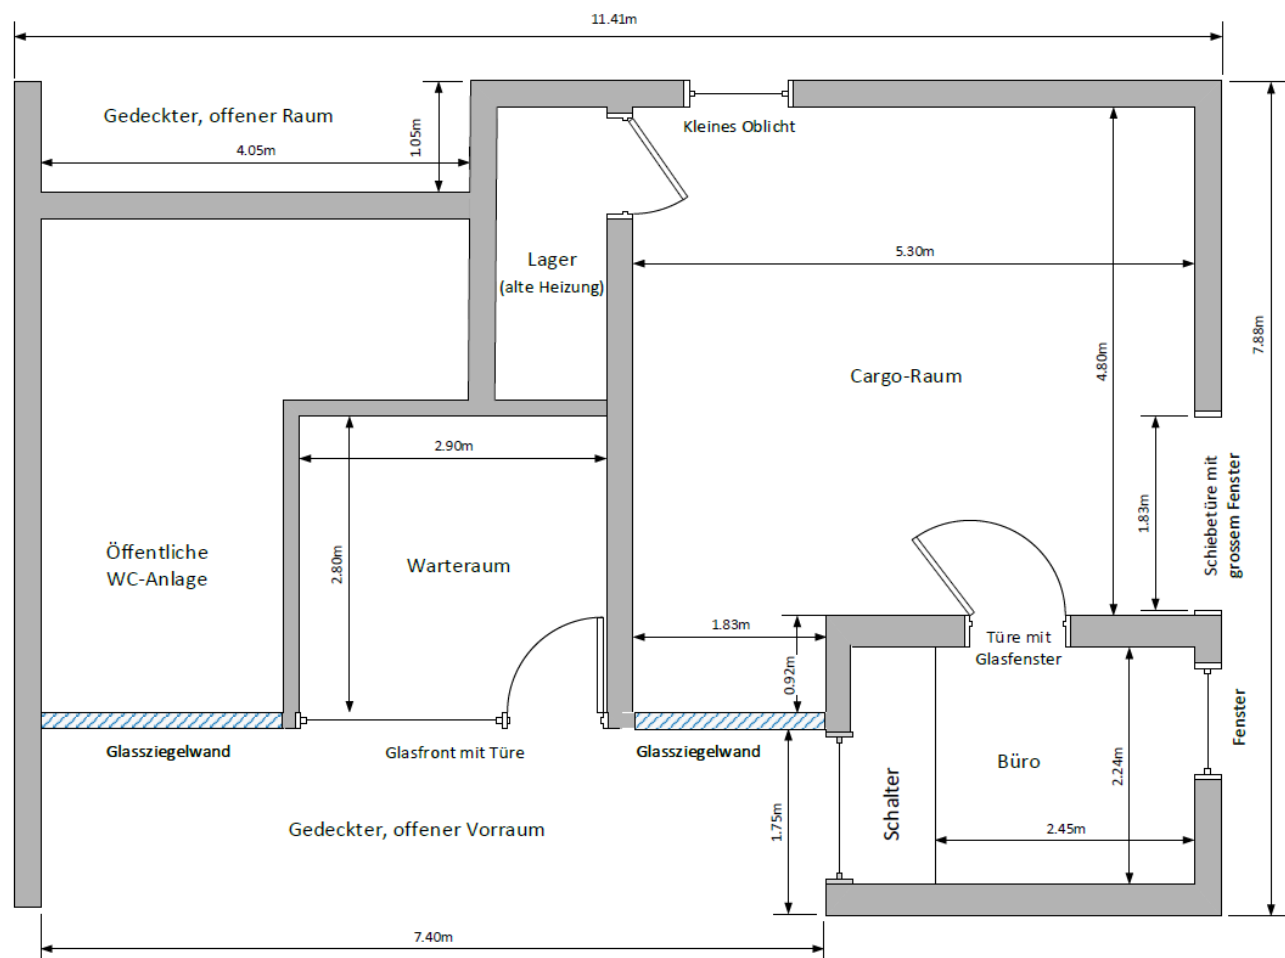 11.41m
Gedeckter, offener Raum
4.05m
1.05m
Kleines Oblicht
Lager
(alte Heizung)
5.30m
4.80m
7.88m
Cargo-Raum
2.90m
2.80m
Öffentliche
WC-Anlage
Warteraum
1.83m
Schiebetüre mit
grossem Fenster
1.83m
0.92m
Türe mit
Glasfenster
Glassziegelwand
Glasfront mit Türe
Glassziegelwand
Fenster
Büro
2.24m
Schalter
1.75m
2.45m
Gedeckter, offener Vorraum
7.40m